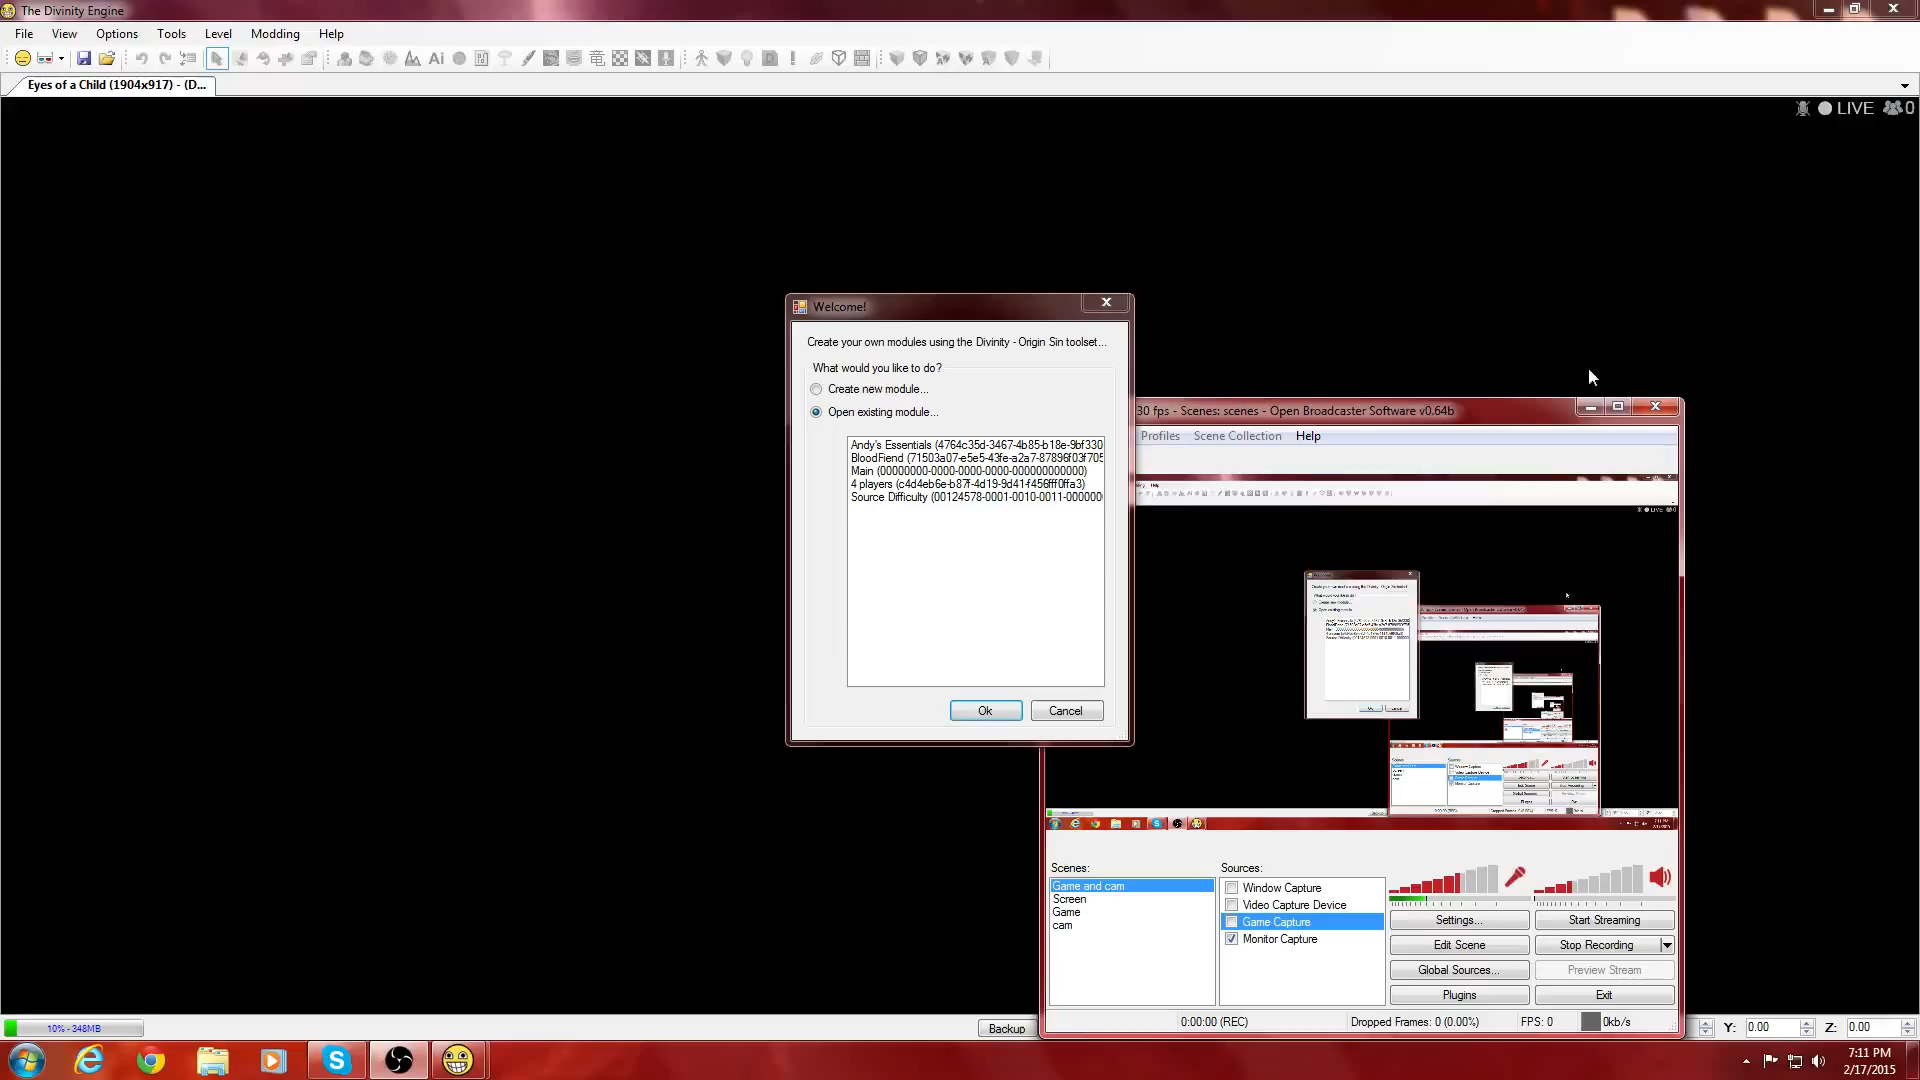 The Divinity Engine
File View Options Tools Level Modding Help
Eyes of a Child (1904x917) - (D...
LIVE 0
Welcome!
Create your own modules using the Divinity - Origin Sin toolset...
What would you like to do?
Create new module...
Open existing module...
Andy's Essentials (4764c35d-3467-4b85-b18e-9bf330
BloodFiend (71503a07-e5e5-43fe-a2a7-87896f03f705
Main (00000000-0000-0000-0000-000000000000)
4 players (c4d4eb6e-b87f-4d19-9d41-f456fff0ffa3)
Source Difficulty (00124578-0001-0010-0011-000000
Ok Cancel
30 fps - Scenes: scenes - Open Broadcaster Software v0.64b
Profiles Scene Collection Help
Scenes:
Game and cam
Screen
Game
cam
Sources:
Window Capture
Video Capture Device
Game Capture
Monitor Capture
Settings... Start Streaming
Edit Scene Stop Recording
Global Sources... Preview Stream
Plugins Exit
0:00:00 (REC) Dropped Frames: 0 (0.00%) FPS: 0 0kb/s
10% - 348MB
Backup
Y: 0.00 Z: 0.00
7:11 PM
2/17/2015